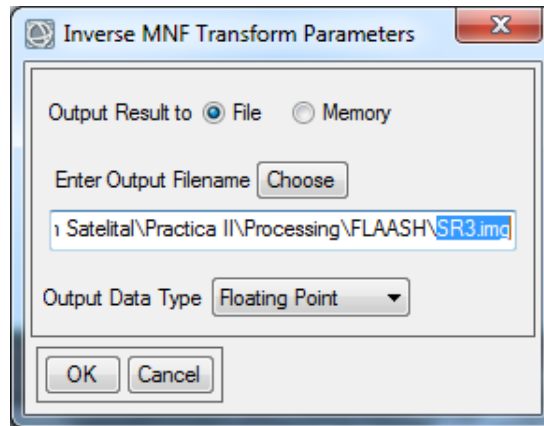 Inverse MNF Transform Parameters
Output Result to File Memory
Enter Output Filename Choose
Satelital\Practica II\Processing\FLAASH\SR3.img
Output Data Type Floating Point
OK Cancel